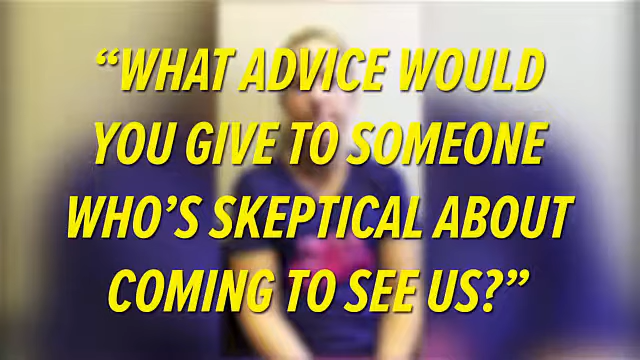 “WHAT ADVICE WOULD
YOU GIVE TO SOMEONE
WHO’S SKEPTICAL ABOUT
COMING TO SEE US?”